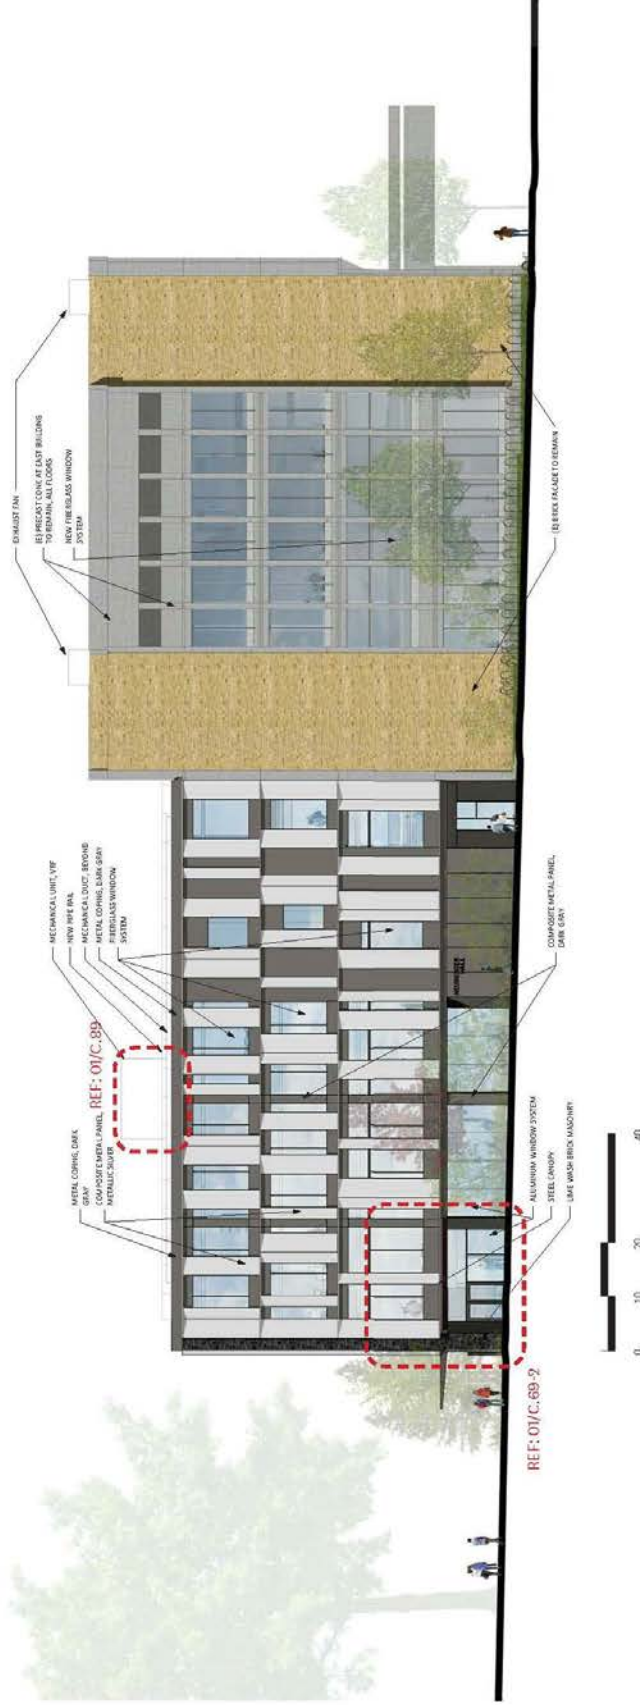 METAL COPING, DARK
GRAY
COMPOSITE METAL PANEL,
METALLIC SILVER
REF: 01/C.89
MECHANICAL UNIT, VRF
NEW PIPE RAIL
MECHANICAL DUCT, BEYOND
METAL COPING, DARK GRAY
FIBERGLASS WINDOW
SYSTEM
EXHAUST FAN
(E) PRECAST CONC AT EAST BUILDING
TO REMAIN, ALL FLOORS
NEW FIBERGLASS WINDOW
SYSTEM
REF: 01/C.69-2
ALUMINUM WINDOW SYSTEM
STEEL CANOPY
LIME WASH BRICK MASONRY
COMPOSITE METAL PANEL,
DARK GRAY
(E) BRICK FACADE TO REMAIN
0 10 20 40